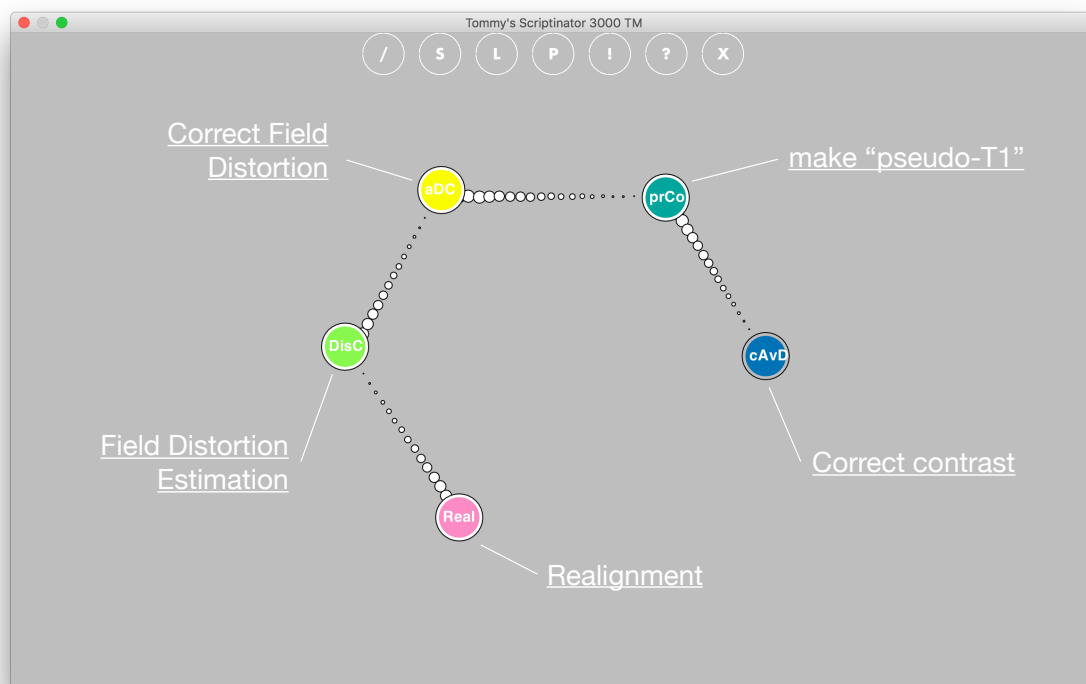 Tommy's Scriptinator 3000 TM
/ S L P ! ? X
Correct Field
Distortion
aDC
prCo
make “pseudo-T1”
DisC
cAvD
Field Distortion
Estimation
Correct contrast
Real
Realignment